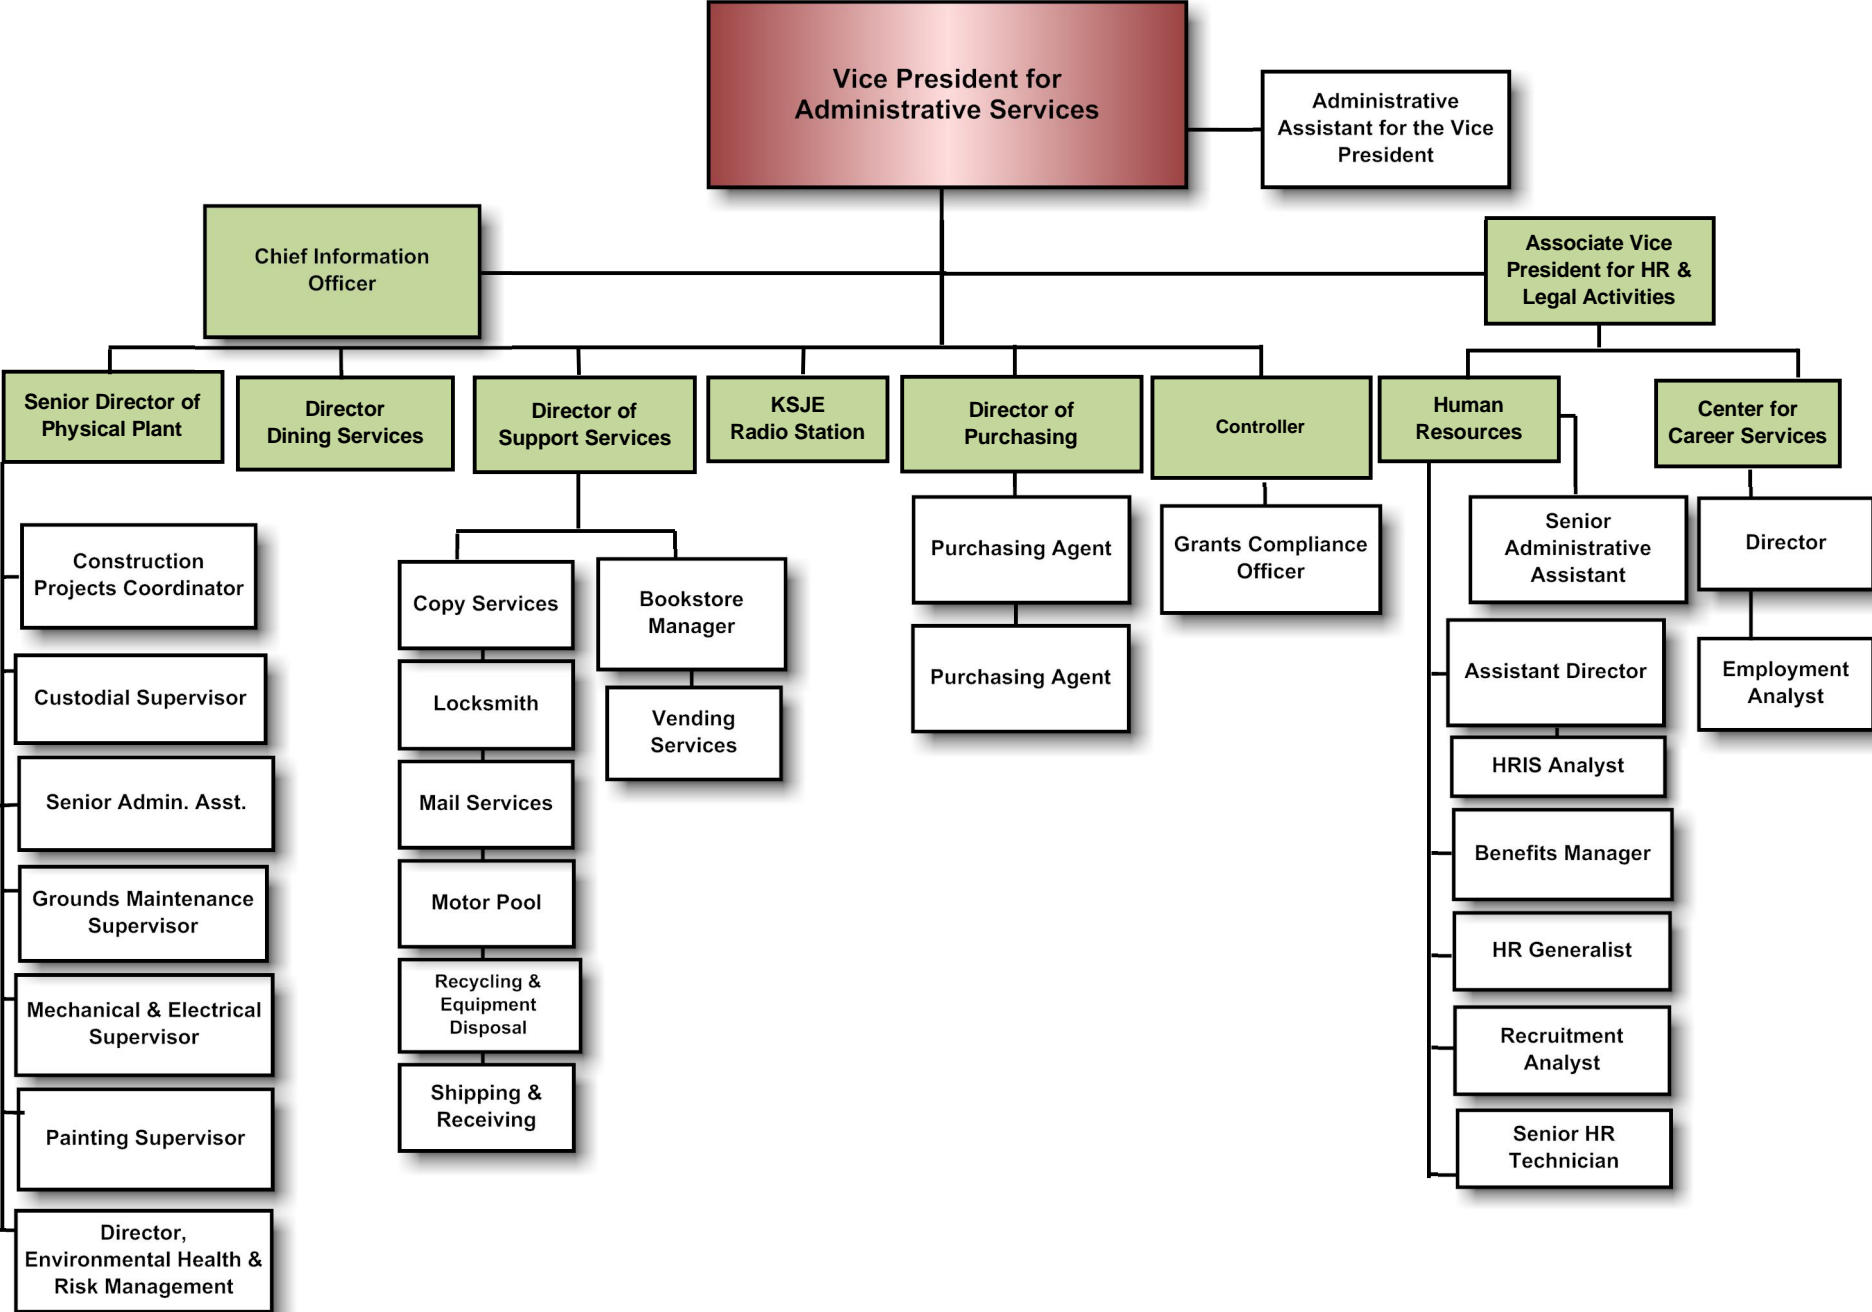 Vice President for
Administrative Services
Administrative
Assistant for the Vice
President
Chief Information
Officer
Associate Vice
President for HR &
Legal Activities
Senior Director of
Physical Plant
Director
Dining Services
Director of
Support Services
KSJE
Radio Station
Director of
Purchasing
Controller
Human
Resources
Center for
Career Services
Construction
Projects Coordinator
Custodial Supervisor
Senior Admin. Asst.
Grounds Maintenance
Supervisor
Mechanical & Electrical
Supervisor
Painting Supervisor
Director,
Environmental Health &
Risk Management
Copy Services
Locksmith
Mail Services
Motor Pool
Recycling &
Equipment
Disposal
Shipping &
Receiving
Bookstore
Manager
Vending
Services
Purchasing Agent
Purchasing Agent
Grants Compliance
Officer
Senior
Administrative
Assistant
Assistant Director
HRIS Analyst
Benefits Manager
HR Generalist
Recruitment
Analyst
Senior HR
Technician
Director
Employment
Analyst